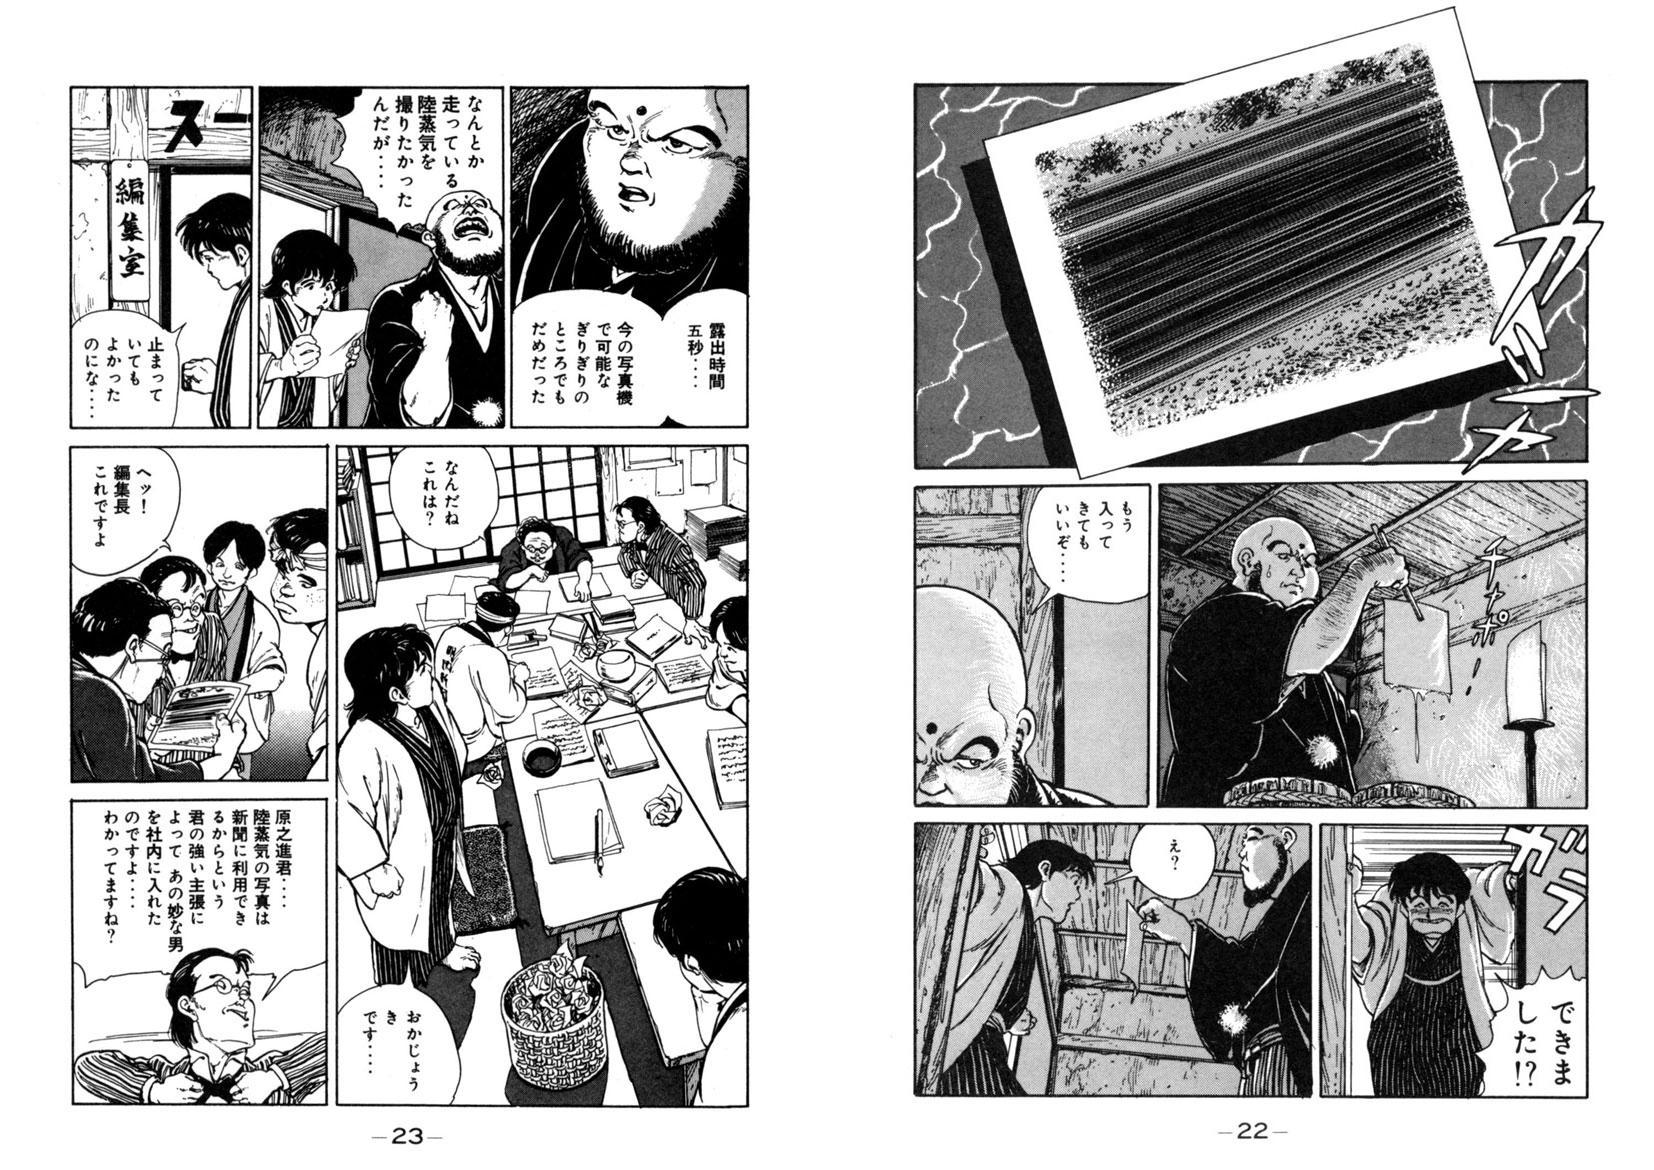 ガ
ガ
ガ
チャポ・・・
もう
入って
きても
いいぞ・・・・
ガラ
できま
した!?
え?
—22—
露出時間
五秒・・・・
今の写真機
で可能な
ぎりぎりの
ところでも
だめだった
なんとか
走っている
陸蒸気を
撮りたかった
んだが・・・・
スー
編集室
止まって
いても
よかった
のにな・・・・
なんだね
これは?
おかじょう
き
です・・・・
ヘッ!
編集長
これですよ
原之進君・・・・
陸蒸気の写真は
新聞に利用でき
るからという
君の強い主張に
よって あの妙な男
を社内に入れた
のですよ・・・・
わかってますね?
—23—